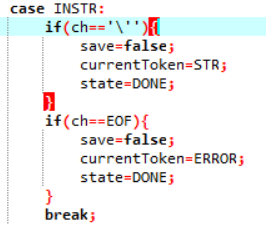 case INSTR:
if(ch=='\''){
save=false;
currentToken=STR;
state=DONE;
}
if(ch==EOF){
save=false;
currentToken=ERROR;
state=DONE;
}
break;